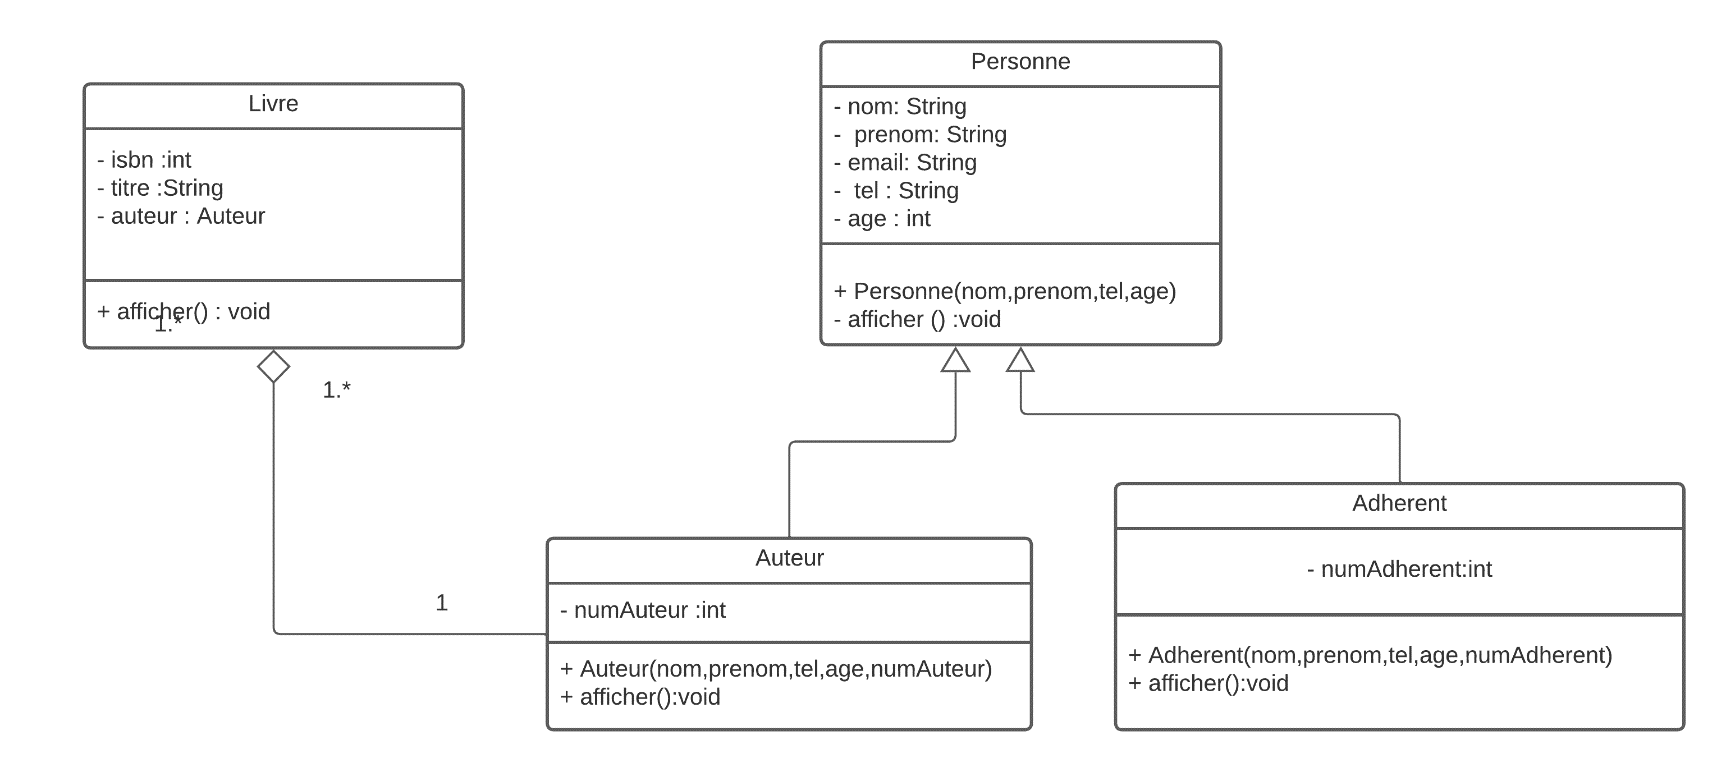 Livre
- isbn :int
- titre :String
- auteur : Auteur
+ afficher() : void
1.*
1.*
1
Personne
- nom: String
-  prenom: String
- email: String
-  tel : String
- age : int
+ Personne(nom,prenom,tel,age)
- afficher () :void
Auteur
- numAuteur :int
+ Auteur(nom,prenom,tel,age,numAuteur)
+ afficher():void
Adherent
- numAdherent:int
+ Adherent(nom,prenom,tel,age,numAdherent)
+ afficher():void